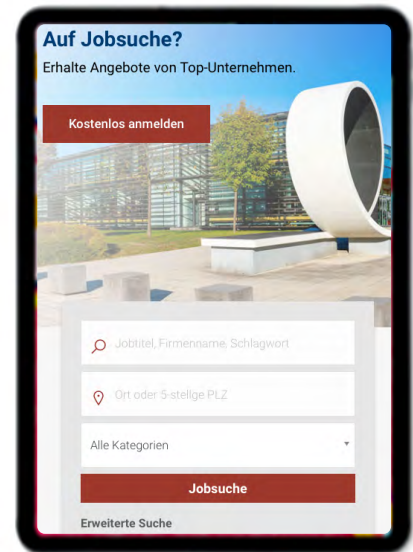 Auf Jobsuche?
Erhalte Angebote von Top-Unternehmen.
Kostenlos anmelden
Jobtitel, Firmenname, Schlagwort
Ort oder 5-stellge PLZ
Alle Kategorien
Jobsuche
Erweiterte Suche